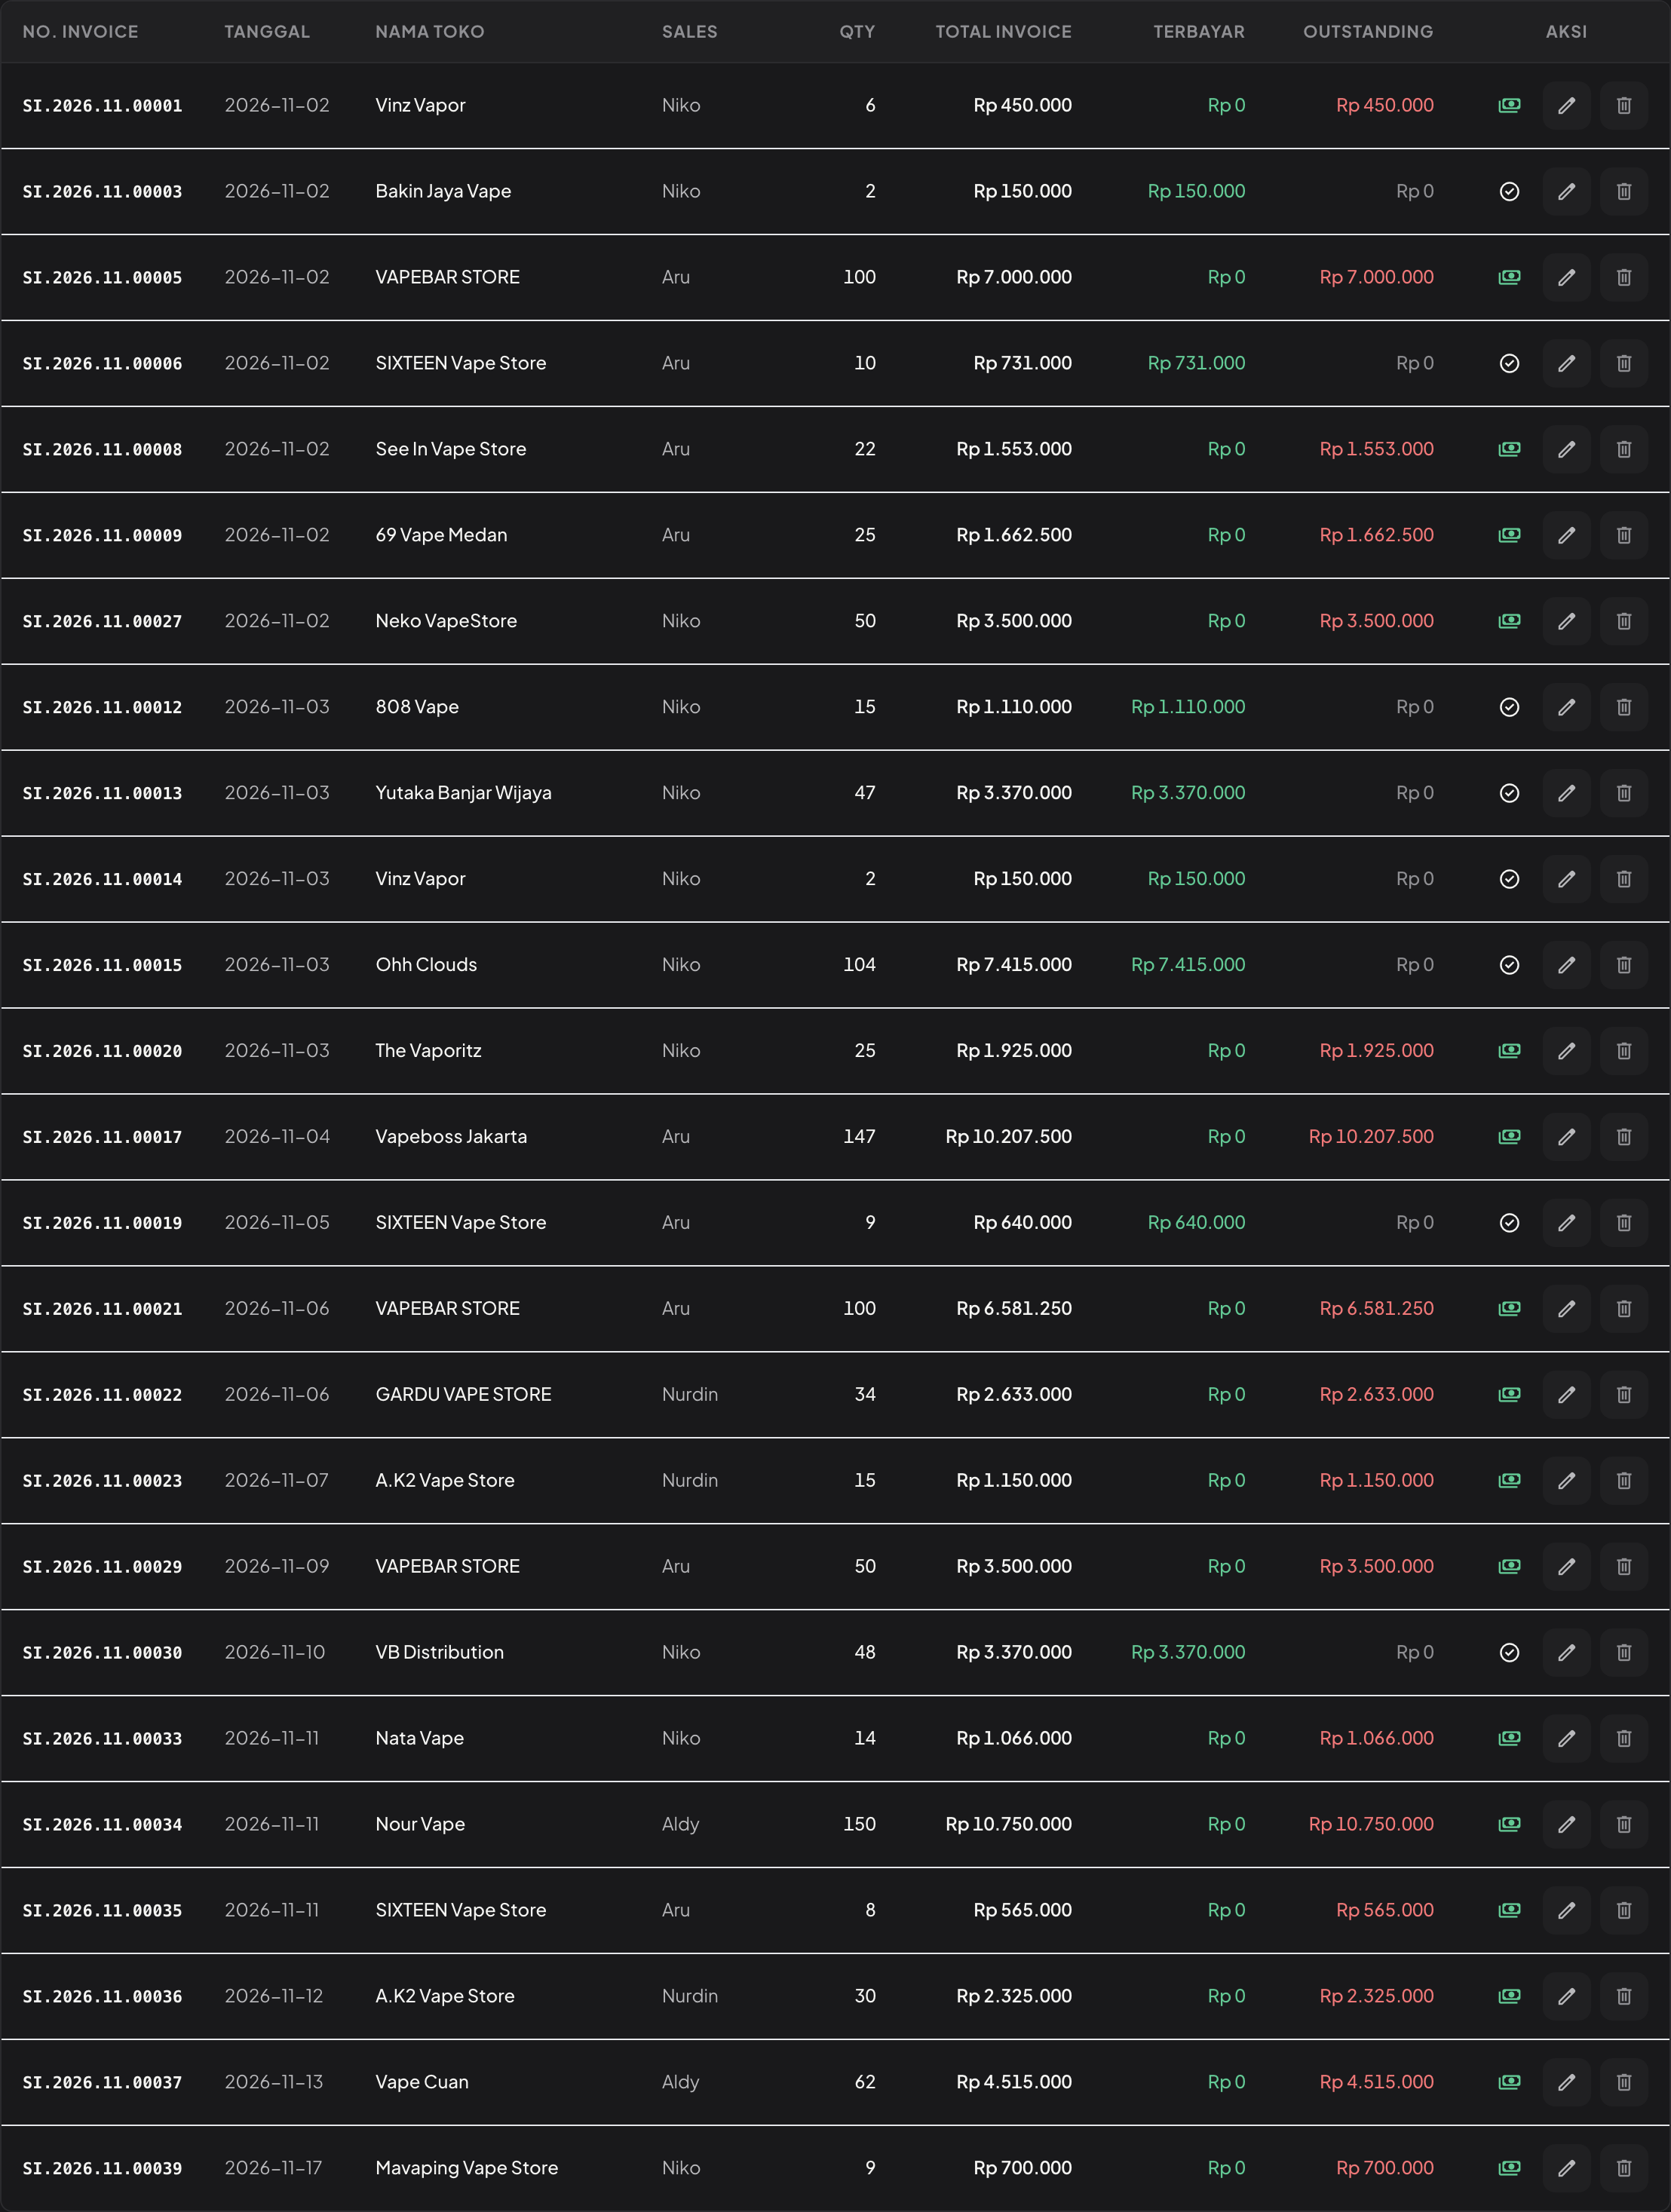 NO. INVOICE TANGGAL NAMA TOKO SALES QTY TOTAL INVOICE TERBAYAR OUTSTANDING AKSI
SI.2026.11.00001 2026-11-02 Vinz Vapor Niko 6 Rp 450.000 Rp 0 Rp 450.000
SI.2026.11.00003 2026-11-02 Bakin Jaya Vape Niko 2 Rp 150.000 Rp 150.000 Rp 0
SI.2026.11.00005 2026-11-02 VAPEBAR STORE Aru 100 Rp 7.000.000 Rp 0 Rp 7.000.000
SI.2026.11.00006 2026-11-02 SIXTEEN Vape Store Aru 10 Rp 731.000 Rp 731.000 Rp 0
SI.2026.11.00008 2026-11-02 See In Vape Store Aru 22 Rp 1.553.000 Rp 0 Rp 1.553.000
SI.2026.11.00009 2026-11-02 69 Vape Medan Aru 25 Rp 1.662.500 Rp 0 Rp 1.662.500
SI.2026.11.00027 2026-11-02 Neko VapeStore Niko 50 Rp 3.500.000 Rp 0 Rp 3.500.000
SI.2026.11.00012 2026-11-03 808 Vape Niko 15 Rp 1.110.000 Rp 1.110.000 Rp 0
SI.2026.11.00013 2026-11-03 Yutaka Banjar Wijaya Niko 47 Rp 3.370.000 Rp 3.370.000 Rp 0
SI.2026.11.00014 2026-11-03 Vinz Vapor Niko 2 Rp 150.000 Rp 150.000 Rp 0
SI.2026.11.00015 2026-11-03 Ohh Clouds Niko 104 Rp 7.415.000 Rp 7.415.000 Rp 0
SI.2026.11.00020 2026-11-03 The Vaporitz Niko 25 Rp 1.925.000 Rp 0 Rp 1.925.000
SI.2026.11.00017 2026-11-04 Vapeboss Jakarta Aru 147 Rp 10.207.500 Rp 0 Rp 10.207.500
SI.2026.11.00019 2026-11-05 SIXTEEN Vape Store Aru 9 Rp 640.000 Rp 640.000 Rp 0
SI.2026.11.00021 2026-11-06 VAPEBAR STORE Aru 100 Rp 6.581.250 Rp 0 Rp 6.581.250
SI.2026.11.00022 2026-11-06 GARDU VAPE STORE Nurdin 34 Rp 2.633.000 Rp 0 Rp 2.633.000
SI.2026.11.00023 2026-11-07 A.K2 Vape Store Nurdin 15 Rp 1.150.000 Rp 0 Rp 1.150.000
SI.2026.11.00029 2026-11-09 VAPEBAR STORE Aru 50 Rp 3.500.000 Rp 0 Rp 3.500.000
SI.2026.11.00030 2026-11-10 VB Distribution Niko 48 Rp 3.370.000 Rp 3.370.000 Rp 0
SI.2026.11.00033 2026-11-11 Nata Vape Niko 14 Rp 1.066.000 Rp 0 Rp 1.066.000
SI.2026.11.00034 2026-11-11 Nour Vape Aldy 150 Rp 10.750.000 Rp 0 Rp 10.750.000
SI.2026.11.00035 2026-11-11 SIXTEEN Vape Store Aru 8 Rp 565.000 Rp 0 Rp 565.000
SI.2026.11.00036 2026-11-12 A.K2 Vape Store Nurdin 30 Rp 2.325.000 Rp 0 Rp 2.325.000
SI.2026.11.00037 2026-11-13 Vape Cuan Aldy 62 Rp 4.515.000 Rp 0 Rp 4.515.000
SI.2026.11.00039 2026-11-17 Mavaping Vape Store Niko 9 Rp 700.000 Rp 0 Rp 700.000